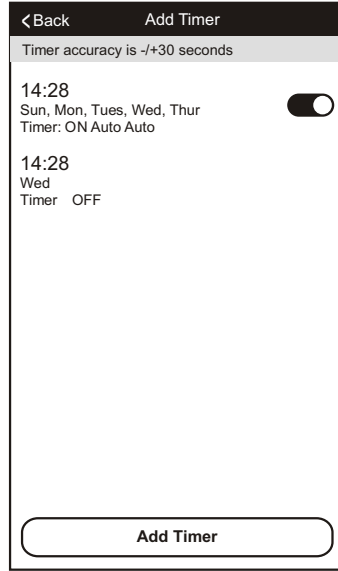 Back Add Timer
Timer accuracy is -/+30 seconds
14:28
Sun, Mon, Tues, Wed, Thur
Timer: ON Auto Auto
14:28
Wed
Timer OFF
Add Timer